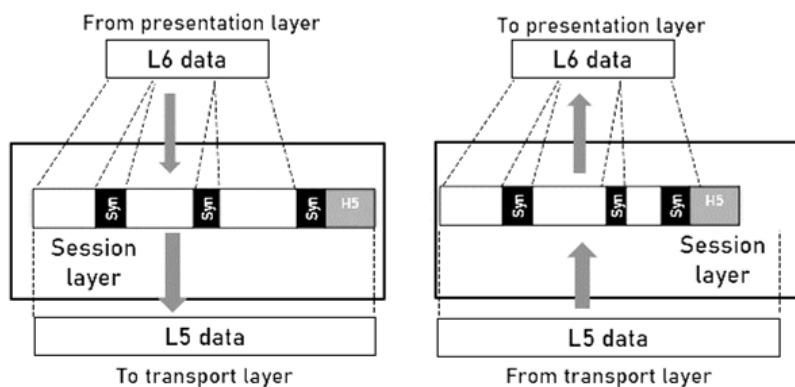 From presentation layer
L6 data
Syn
Syn
Syn
H5
Session
layer
L5 data
To transport layer
To presentation layer
L6 data
Syn
Syn
Syn
H5
Session
layer
L5 data
From transport layer